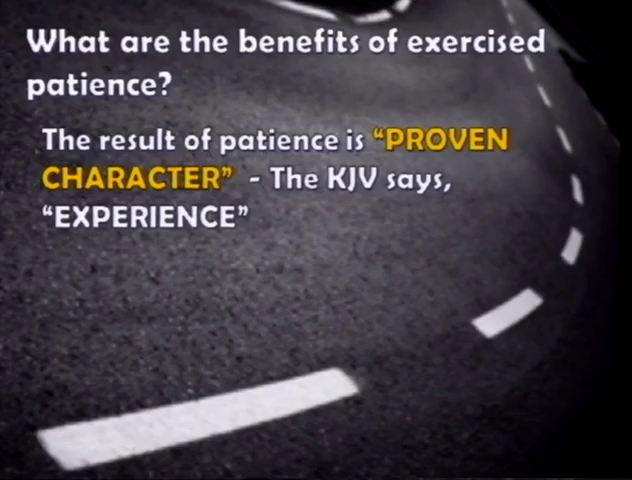 What are the benefits of exercised
patience?
The result of patience is “PROVEN
CHARACTER” - The KJV says,
“EXPERIENCE”